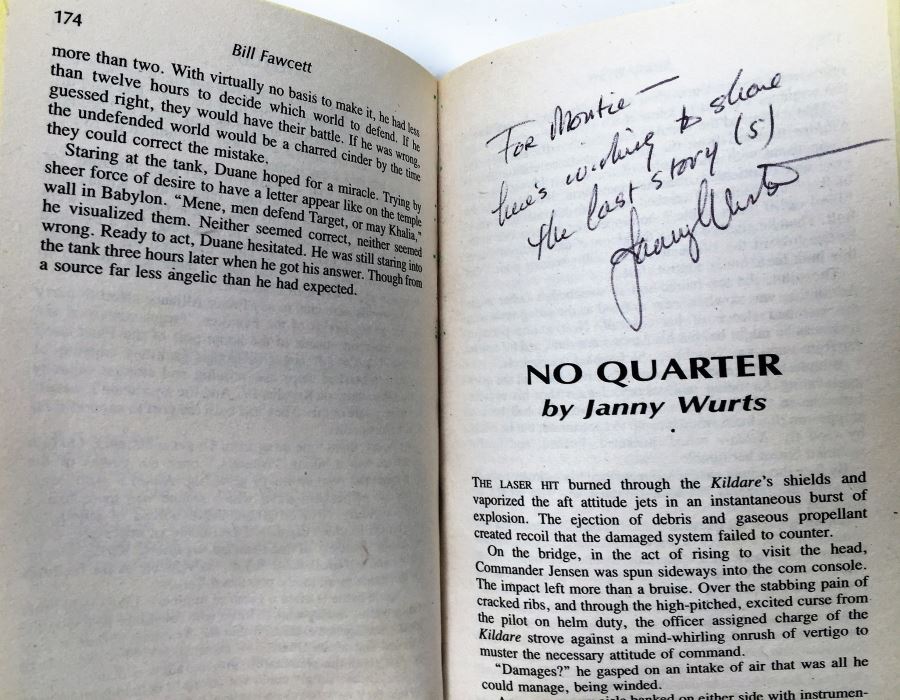 174
Bill Fawcett
more than two. With virtually no basis to make it, he had less
than twelve hours to decide which world to defend. If he
guessed right, they would have their battle. If he was wrong,
the undefended world would be a charred cinder by the time
they could correct the mistake.
Staring at the tank, Duane hoped for a miracle. Trying by
sheer force of desire to have a letter appear like on the temple
wall in Babylon. “Mene, men defend Target, or may Khalia,”
he visualized them. Neither seemed correct, neither seemed
wrong. Ready to act, Duane hesitated. He was still staring into
the tank three hours later when he got his answer. Though from
a source far less angelic than he had expected.
For Montie —
here's wishing to share
the last story (s)
Janny Wurts
NO QUARTER
by Janny Wurts
THE LASER HIT burned through the Kildare's shields and
vaporized the aft attitude jets in an instantaneous burst of
explosion. The ejection of debris and gaseous propellant
created recoil that the damaged system failed to counter.
On the bridge, in the act of rising to visit the head,
Commander Jensen was spun sideways into the com console.
The impact left more than a bruise. Over the stabbing pain of
cracked ribs, and through the high-pitched, excited curse from
the pilot on helm duty, the officer assigned charge of the
Kildare strove against a mind-whirling onrush of vertigo to
muster the necessary attitude of command.
“Damages?” he gasped on an intake of air that was all he
could manage, being winded.
banked on either side with instrumen-